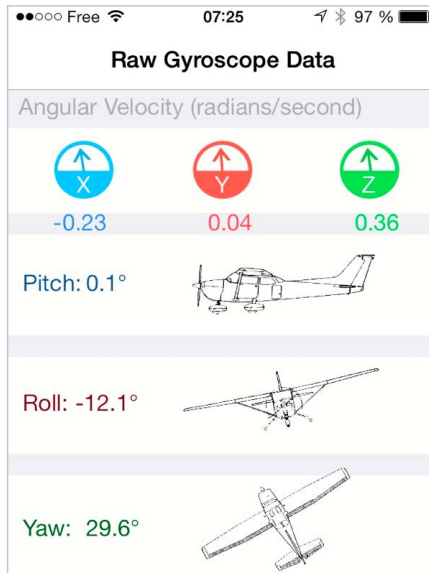 Free 07:25 97 %
Raw Gyroscope Data
Angular Velocity (radians/second)
X Y Z
-0.23 0.04 0.36
Pitch: 0.1°
Roll: -12.1°
Yaw: 29.6°